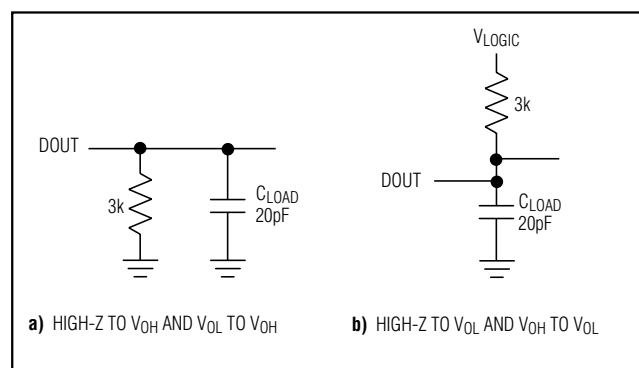 DOUT
3k
CLOAD
20pF
a) HIGH-Z TO VOH AND VOL TO VOH
VLOGIC
3k
DOUT
CLOAD
20pF
b) HIGH-Z TO VOL AND VOH TO VOL